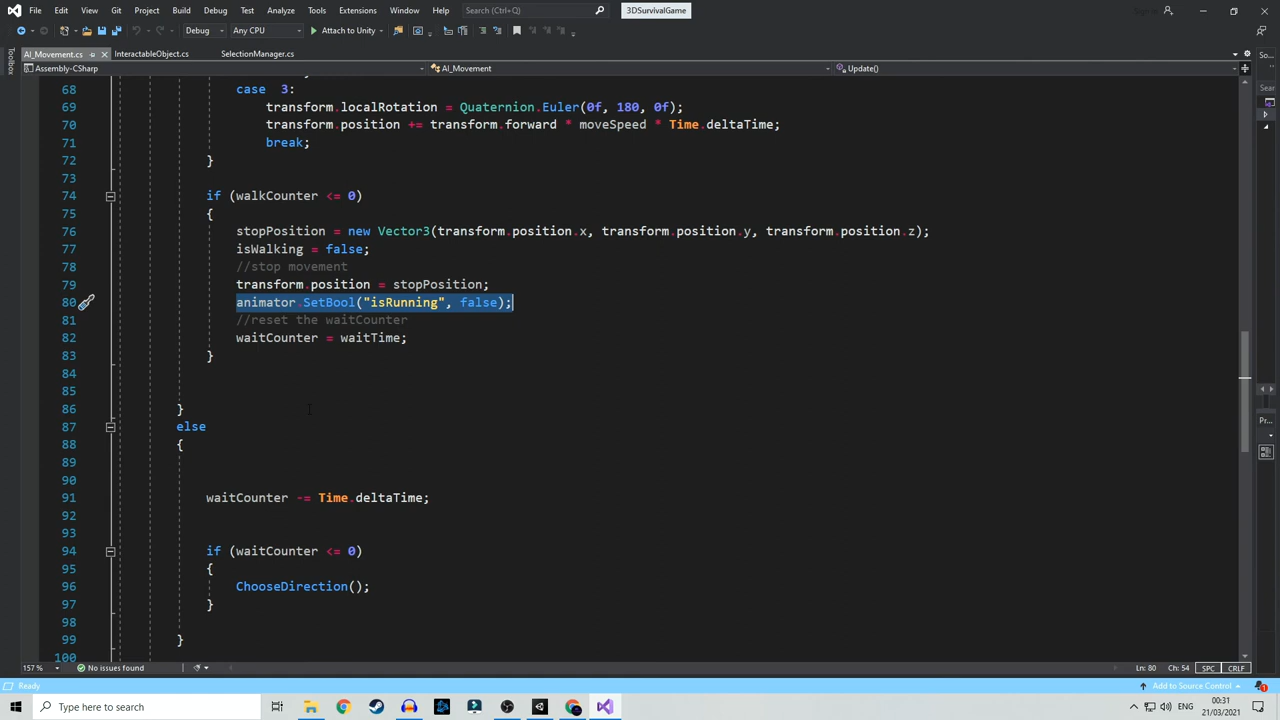 File Edit View Git Project Build Debug Test Analyze Tools Extensions Window Help Search (Ctrl+Q) 3DSurvivalGame
Debug Any CPU Attach to Unity
AI_Movement.cs InteractableObject.cs SelectionManager.cs
Toolbox
Assembly-CSharp AI_Movement Update()
68 case 3:
69 transform.localRotation = Quaternion.Euler(0f, 180, 0f);
70 transform.position += transform.forward * moveSpeed * Time.deltaTime;
71 break;
72 }
73
74 if (walkCounter <= 0)
75 {
76 stopPosition = new Vector3(transform.position.x, transform.position.y, transform.position.z);
77 isWalking = false;
78 //stop movement
79 transform.position = stopPosition;
80 animator.SetBool("isRunning", false);
81 //reset the waitCounter
82 waitCounter = waitTime;
83 }
84
85
86 }
87 else
88 {
89
90
91 waitCounter -= Time.deltaTime;
92
93
94 if (waitCounter <= 0)
95 {
96 ChooseDirection();
97 }
98
99 }
100
So...
Sear
Pr...
157 % No issues found Ln: 80 Ch: 54 SPC CRLF
Ready Add to Source Control 1
Type here to search ENG 00:31
21/03/2021